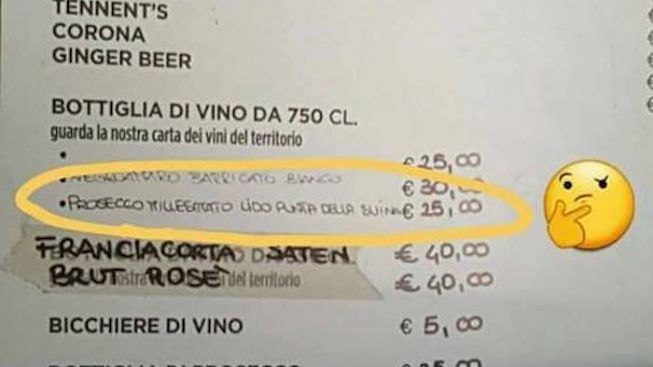 TENNENT'S
CORONA
GINGER BEER
BOTTIGLIA DI VINO DA 750 CL.
guarda la nostra carta dei vini del territorio
• € 25,00
• NEGROAMARO BARRICATO BIANCO € 30,00
• PROSECCO MILLESIMATO LIDO PUNTA DELLA SUINA € 25,00
FRANCIACORTA SATEN € 40,00
BRUT ROSÈ del territorio € 40,00
BICCHIERE DI VINO € 5,00